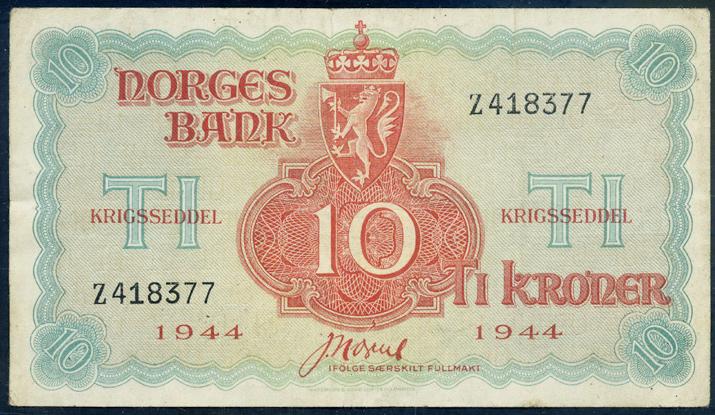 10 10
NORGES
BANK
Z418377
TI TI
KRIGSSEDDEL KRIGSSEDDEL
10
Z418377
TI KRONER
1944 1944
IFØLGE SÆRSKILT FULLMAKT
10 10